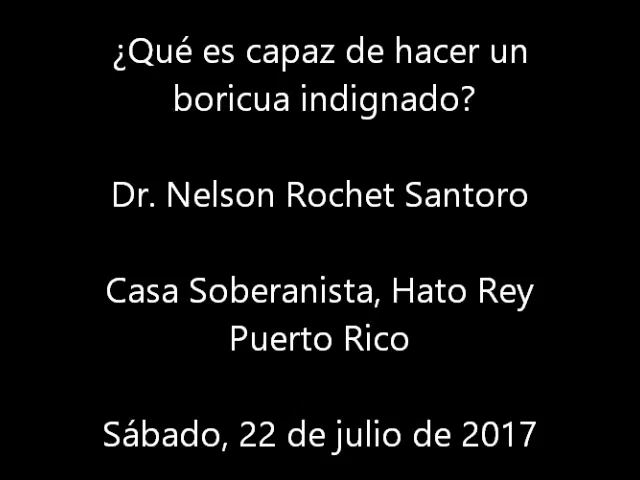 ¿Qué es capaz de hacer un
boricua indignado?
Dr. Nelson Rochet Santoro
Casa Soberanista, Hato Rey
Puerto Rico
Sábado, 22 de julio de 2017